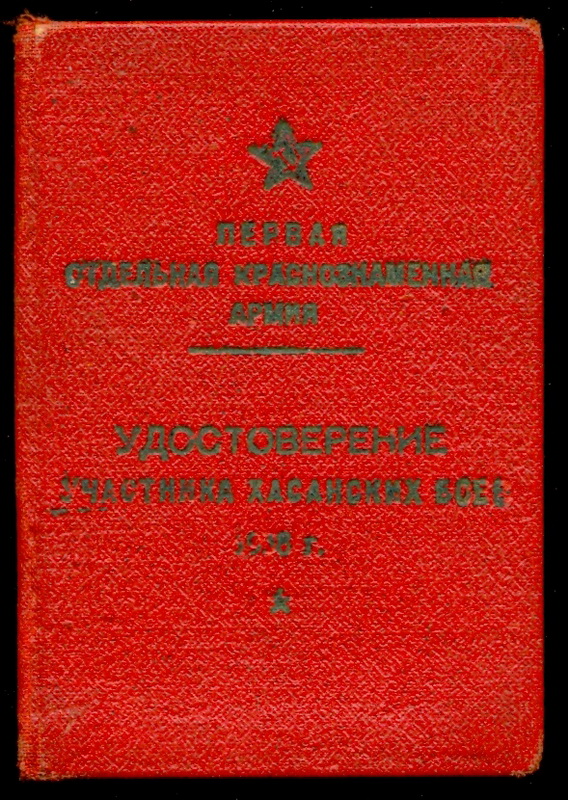 ПЕРВАЯ
ОТДЕЛЬНАЯ КРАСНОЗНАМЕННАЯ
АРМИЯ
УДОСТОВЕРЕНИЕ
УЧАСТНИКА ХАСАНСКИХ БОЕВ
1938 г.